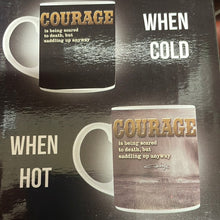 COURAGE
is being scared
to death, but
saddling up anyway
WHEN
COLD
WHEN
HOT
COURAGE
is being scared
to death, but
saddling up anyway